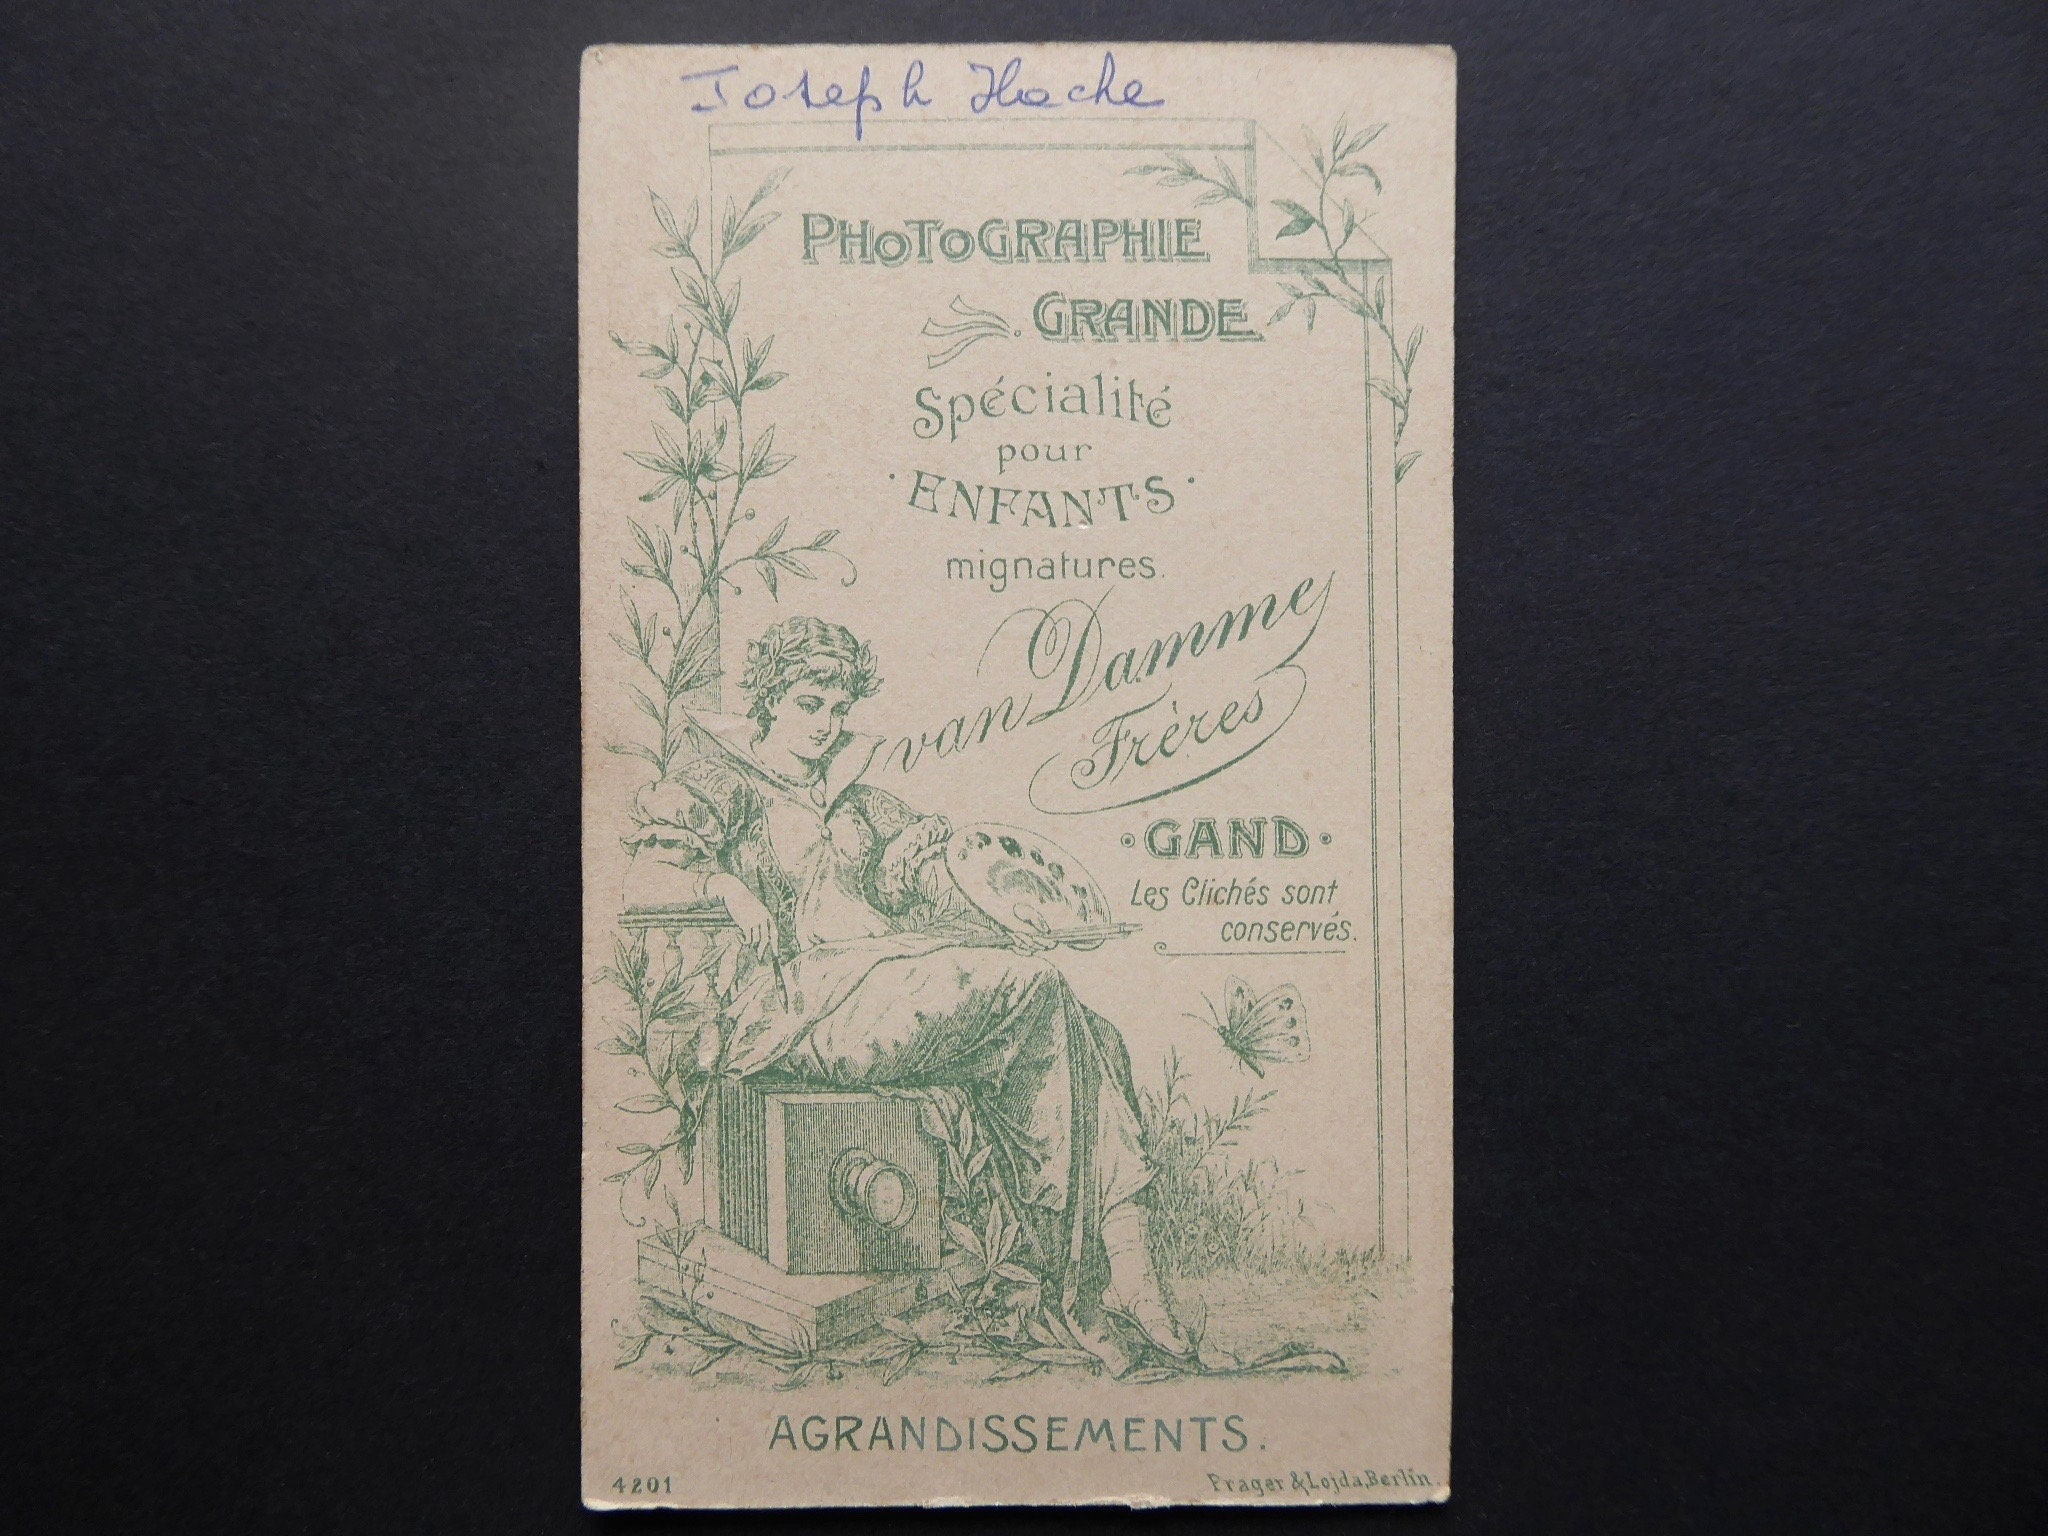 Joseph Hache
PHOTOGRAPHIE
GRANDE
Spécialité
pour
· ENFANTS ·
mignatures.
van Damme
Frères
· GAND ·
Les Clichés sont
conservés.
AGRANDISSEMENTS.
4201
Prager & Lojda, Berlin.